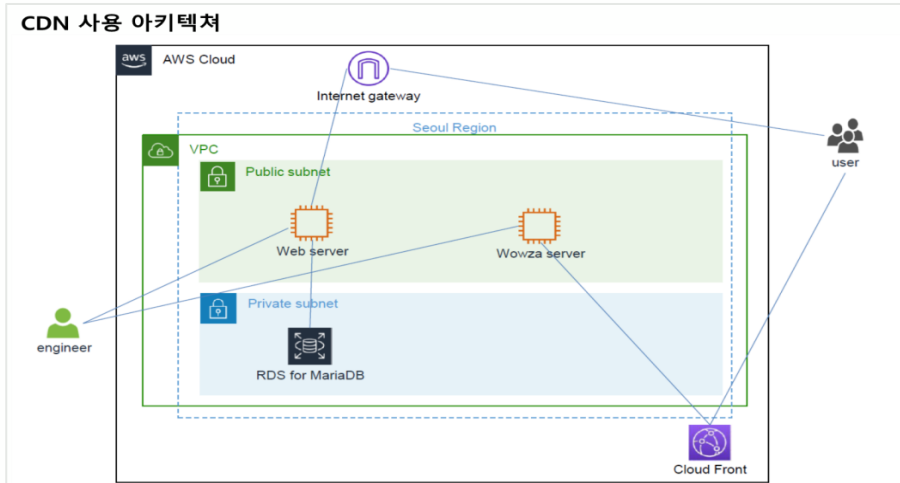 CDN 사용 아키텍쳐
aws
AWS Cloud
Internet gateway
Seoul Region
VPC
Public subnet
user
Web server
Wowza server
Private subnet
engineer
RDS for MariaDB
Cloud Front